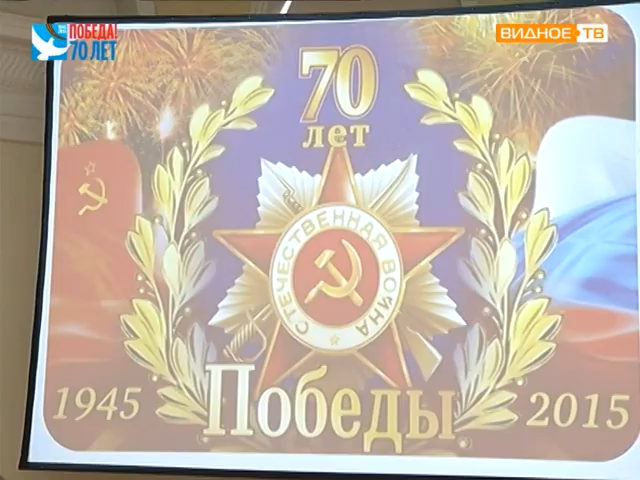 ПОБЕДА!
70 ЛЕТ
ВИДНОЕ ТВ
70
лет
ОТЕЧЕСТВЕННАЯ ВОЙНА
1945
Победы
2015